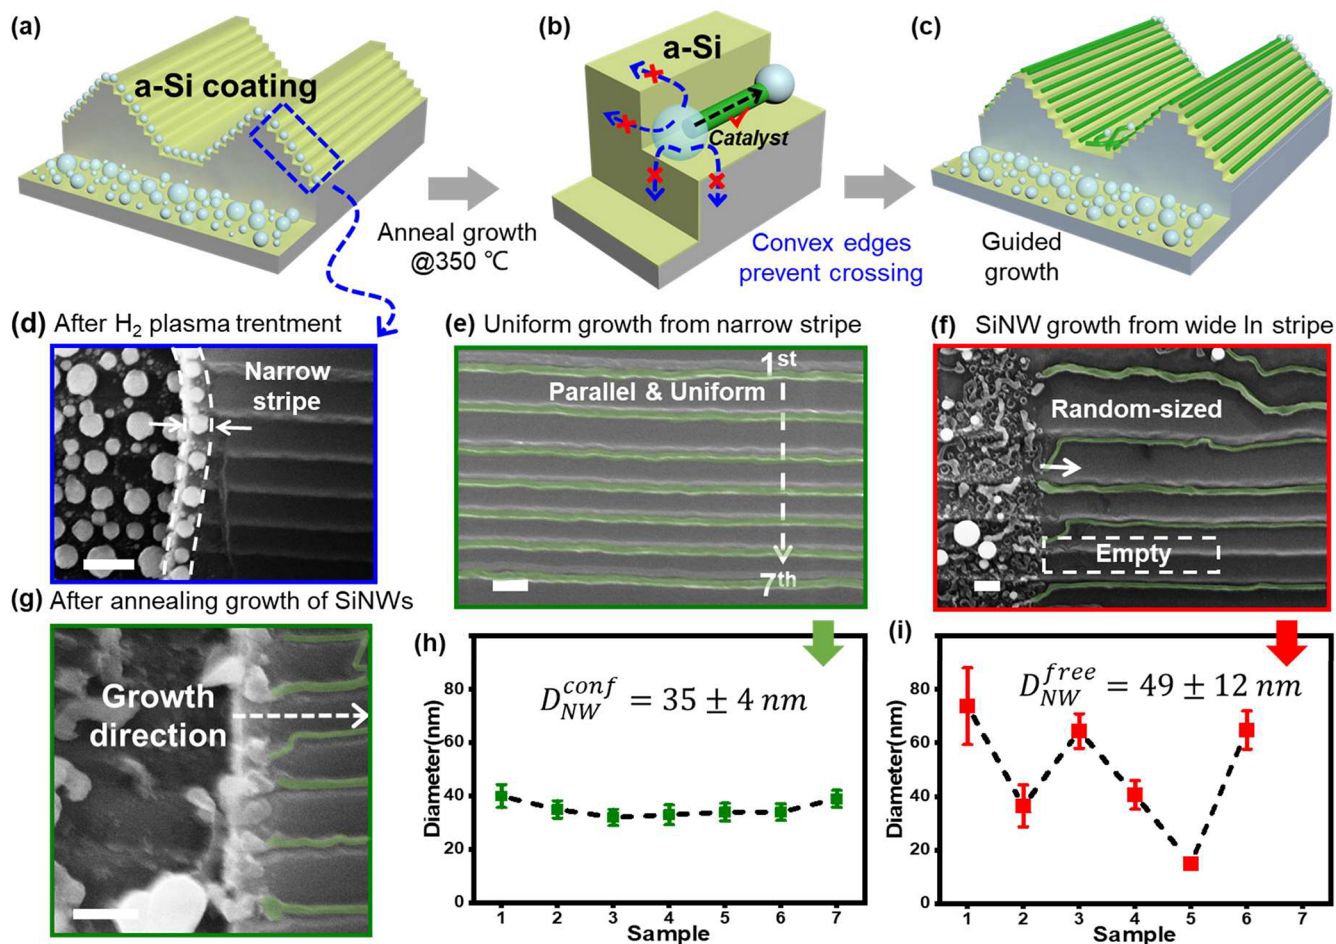 (a)
a-Si coating
Anneal growth
@350 ℃
(b)
a-Si
Catalyst
Convex edges
prevent crossing
(c)
Guided
growth
(d) After H2 plasma trentment
Narrow
stripe
(e) Uniform growth from narrow stripe
1st
Parallel & Uniform
7th
(f) SiNW growth from wide In stripe
Random-sized
Empty
(g) After annealing growth of SiNWs
Growth
direction
(h)
D_NW^conf = 35 ± 4 nm
Diameter(nm)
80
60
40
20
0
1 2 3 4 5 6 7
Sample
(i)
D_NW^free = 49 ± 12 nm
Diameter(nm)
80
60
40
20
0
1 2 3 4 5 6 7
Sample